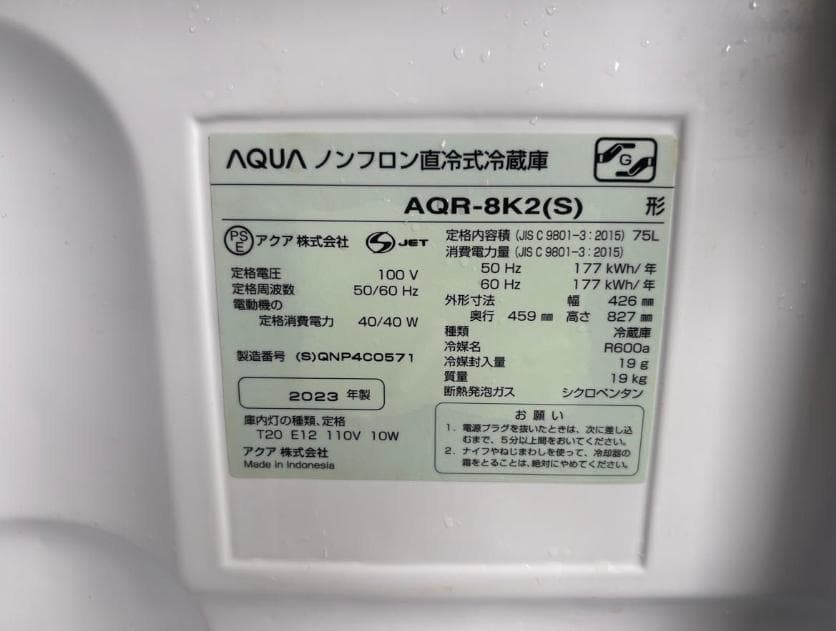 AQUA ノンフロン直冷式冷蔵庫
G
AQR-8K2(S) 形
PS
E
アクア 株式会社
S JET
定格電圧 100 V
定格周波数 50/60 Hz
電動機の
定格消費電力 40/40 W
製造番号 (S)QNP4C0571
2023 年製
庫内灯の種類、定格
T20 E12 110V 10W
アクア 株式会社
Made in Indonesia
定格内容積 (JIS C 9801-3 : 2015) 75L
消費電力量 (JIS C 9801-3 : 2015)
50 Hz 177 kWh/年
60 Hz 177 kWh/年
外形寸法 幅 426 mm
奥行 459 mm 高さ 827 mm
種類 冷蔵庫
冷媒名 R600a
冷媒封入量 19 g
質量 19 kg
断熱発泡ガス シクロペンタン
お 願 い
1. 電源プラグを抜いたときは、次に差し込
むまで、5分以上間をおいてください。
2. ナイフやねじまわしを使って、冷却器の
霜をとることは、絶対にやめてください。